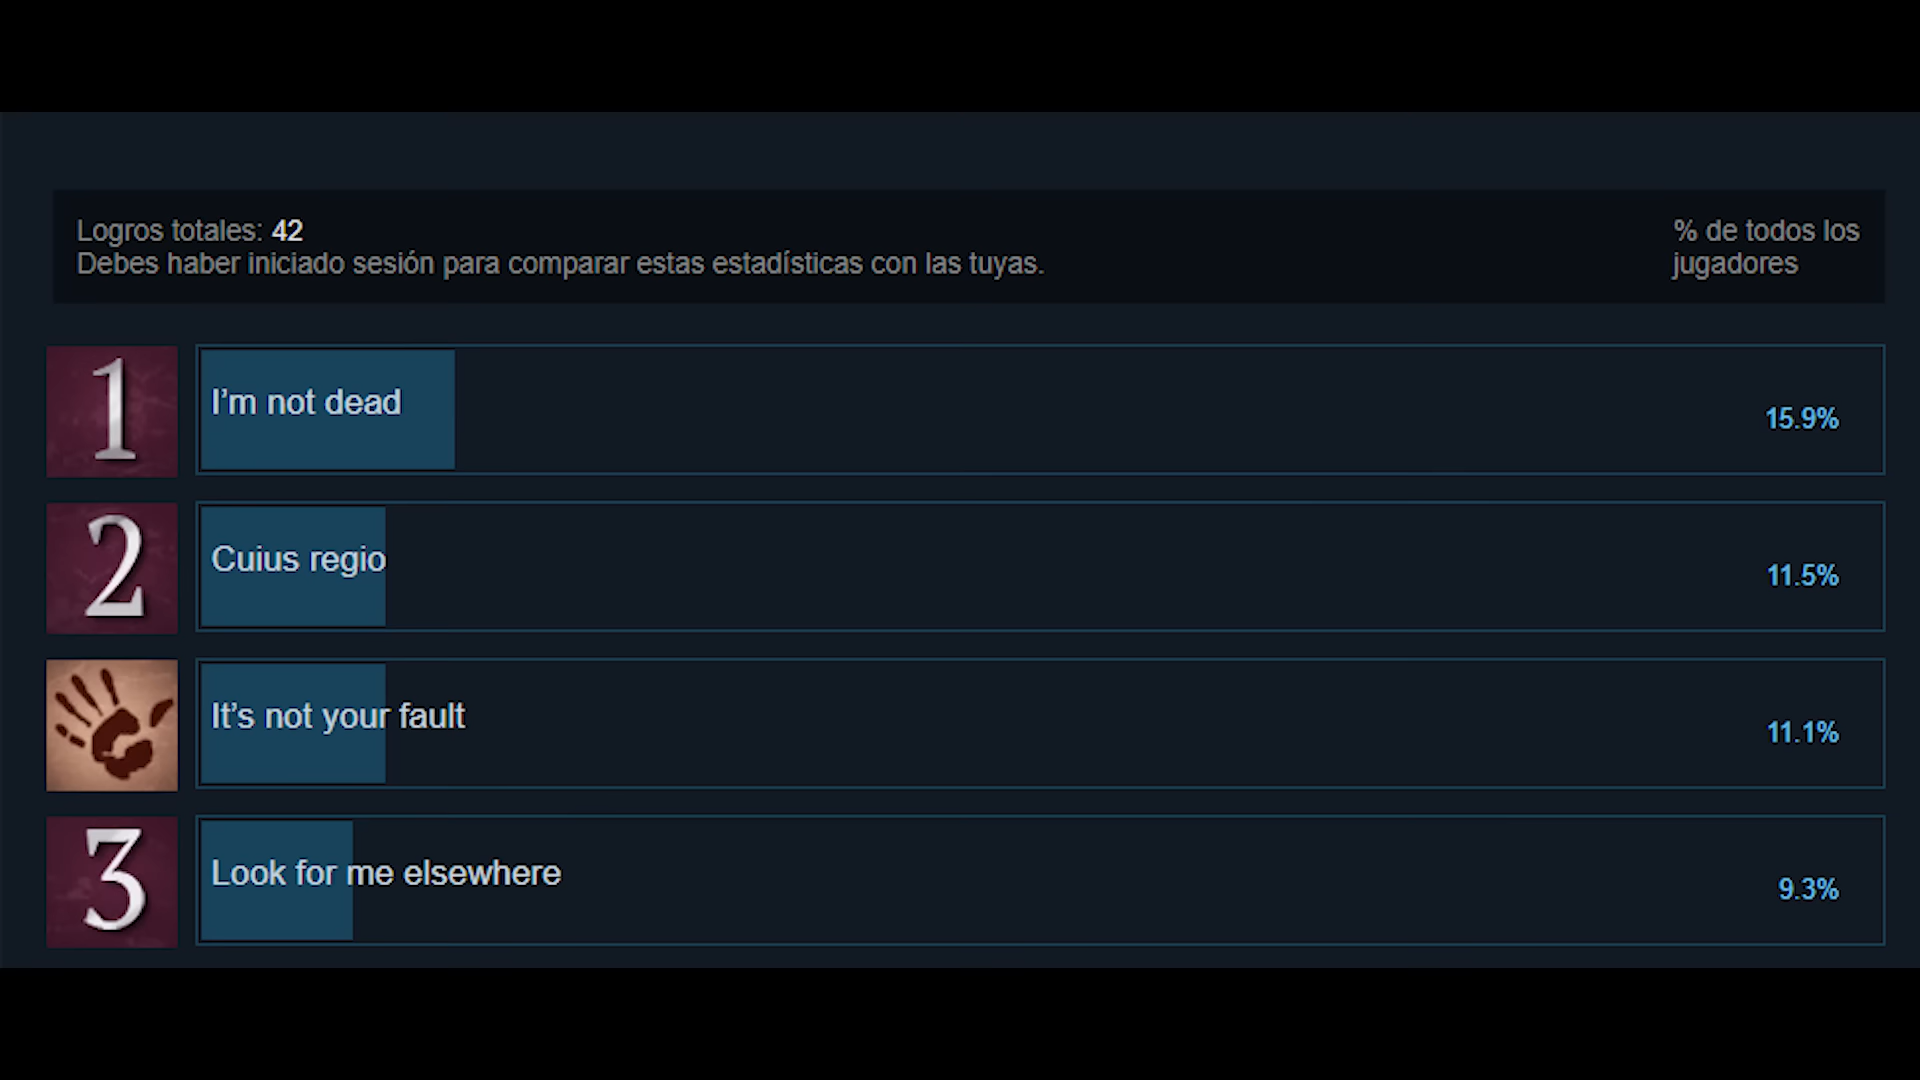 Logros totales: 42
Debes haber iniciado sesión para comparar estas estadísticas con las tuyas.
% de todos los
jugadores
1
I’m not dead
15.9%
2
Cuius regio
11.5%
It’s not your fault
11.1%
3
Look for me elsewhere
9.3%